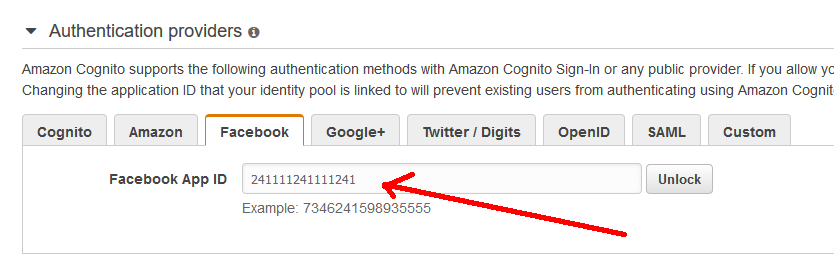 Authentication providers
Amazon Cognito supports the following authentication methods with Amazon Cognito Sign-In or any public provider. If you allow yo
Changing the application ID that your identity pool is linked to will prevent existing users from authenticating using Amazon Cognit
Cognito Amazon Facebook Google+ Twitter / Digits OpenID SAML Custom
Facebook App ID 241111241111241 Unlock
Example: 7346241598935555